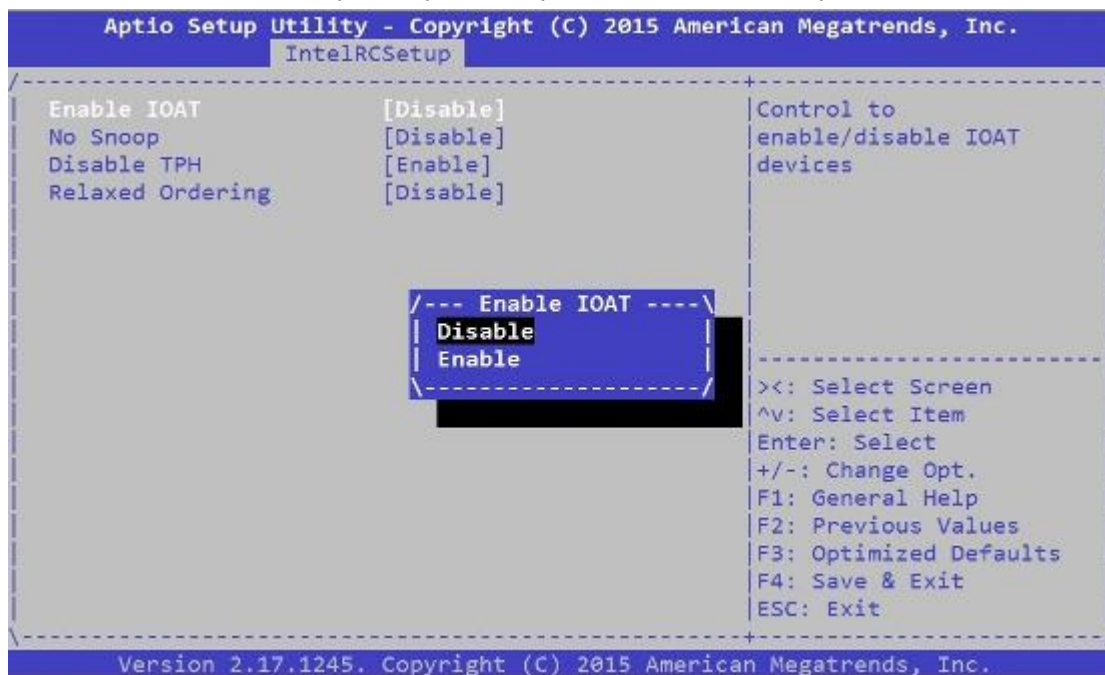 Aptio Setup Utility - Copyright (C) 2015 American Megatrends, Inc.
IntelRCSetup
Enable IOAT [Disable]
No Snoop [Disable]
Disable TPH [Enable]
Relaxed Ordering [Disable]
Control to
enable/disable IOAT
devices
/--- Enable IOAT ----\
Disable
Enable
><: Select Screen
^v: Select Item
Enter: Select
+/-: Change Opt.
F1: General Help
F2: Previous Values
F3: Optimized Defaults
F4: Save & Exit
ESC: Exit
Version 2.17.1245. Copyright (C) 2015 American Megatrends, Inc.